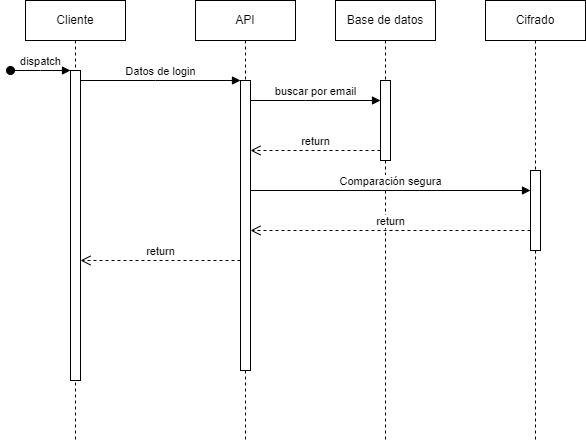 Cliente
API
Base de datos
Cifrado
dispatch
Datos de login
buscar por email
return
Comparación segura
return
return